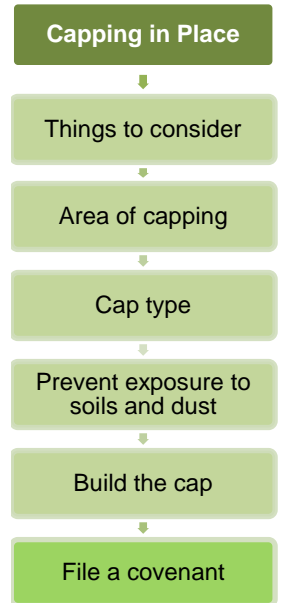 Capping in Place
Things to consider
Area of capping
Cap type
Prevent exposure to
soils and dust
Build the cap
File a covenant